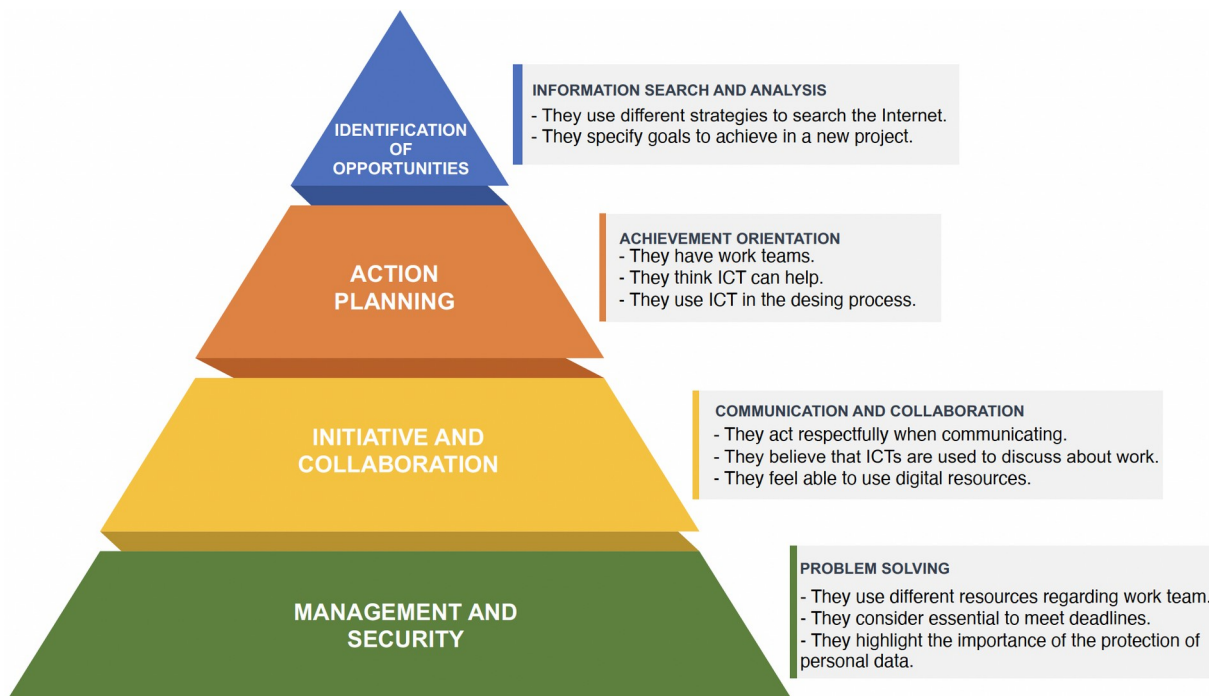 IDENTIFICATION
OF
OPPORTUNITIES
INFORMATION SEARCH AND ANALYSIS
- They use different strategies to search the Internet.
- They specify goals to achieve in a new project.
ACTION
PLANNING
ACHIEVEMENT ORIENTATION
- They have work teams.
- They think ICT can help.
- They use ICT in the desing process.
INITIATIVE AND
COLLABORATION
COMMUNICATION AND COLLABORATION
- They act respectfully when communicating.
- They believe that ICTs are used to discuss about work.
- They feel able to use digital resources.
MANAGEMENT AND
SECURITY
PROBLEM SOLVING
- They use different resources regarding work team.
- They consider essential to meet deadlines.
- They highlight the importance of the protection of
personal data.